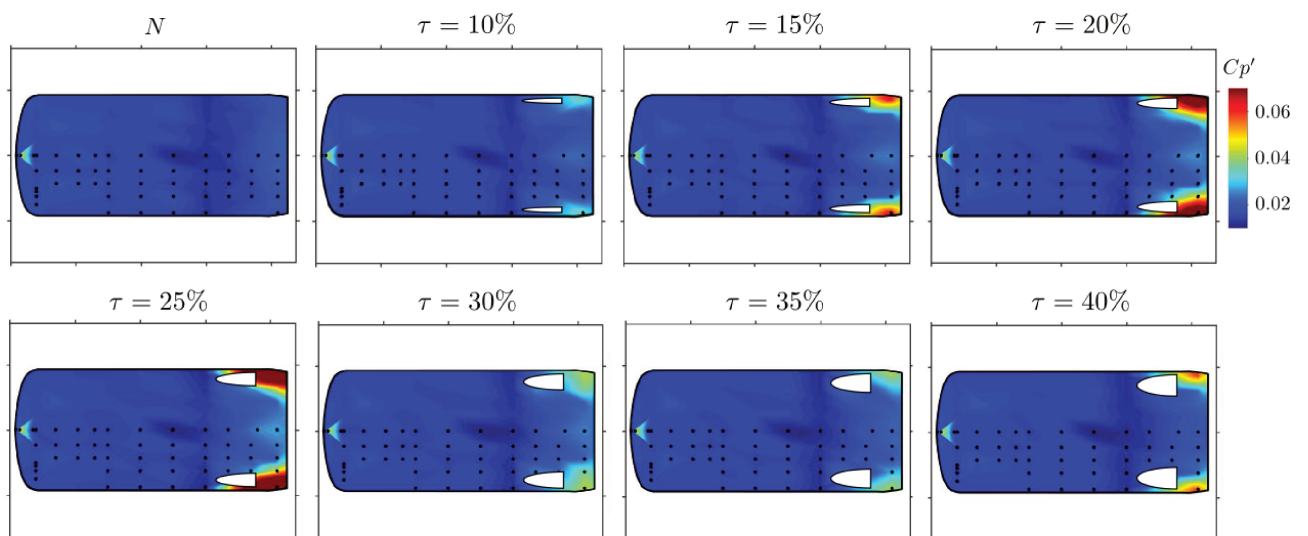 N
τ = 10%
τ = 15%
τ = 20%
Cp′
0.06
0.04
0.02
τ = 25%
τ = 30%
τ = 35%
τ = 40%